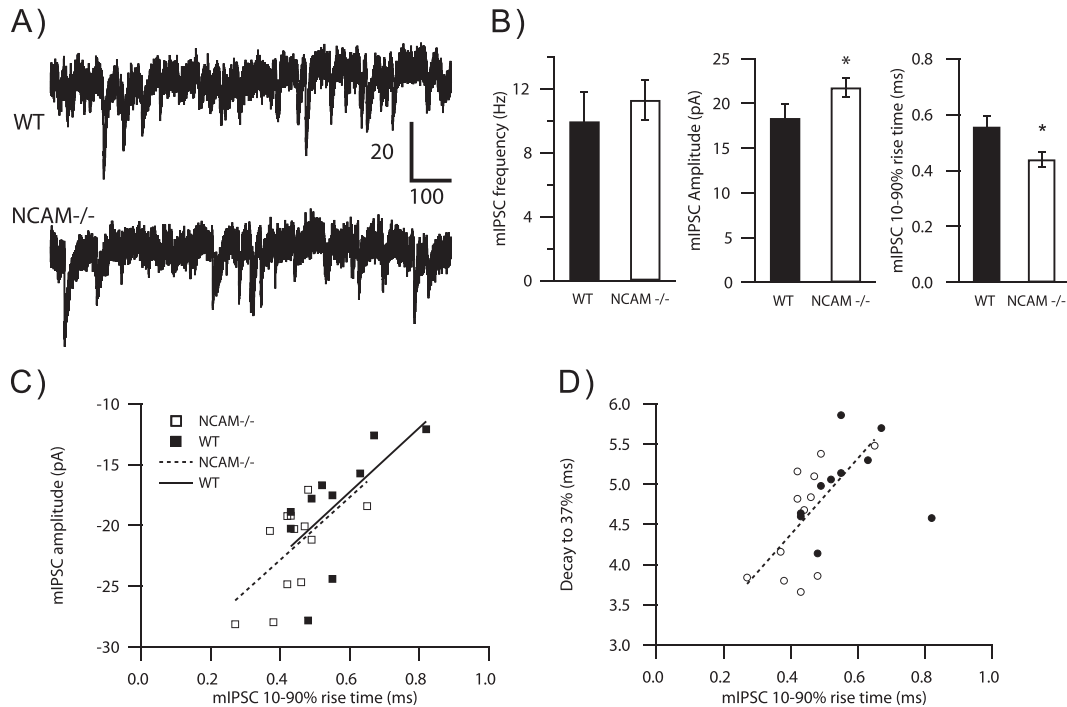 A)
WT
20
100
NCAM-/-
B)
mIPSC frequency (Hz)
12
8
4
0
WT NCAM -/-
mIPSC Amplitude (pA)
25
20
15
10
5
0
*
WT NCAM -/-
mIPSC 10-90% rise time (ms)
0.8
0.6
0.4
0.2
0.0
*
WT NCAM -/-
C)
mIPSC amplitude (pA)
-10
-15
-20
-25
-30
NCAM-/-
WT
NCAM-/-
WT
0.0 0.2 0.4 0.6 0.8 1.0
mIPSC 10-90% rise time (ms)
D)
Decay to 37% (ms)
6.0
5.5
5.0
4.5
4.0
3.5
3.0
0.0 0.2 0.4 0.6 0.8 1.0
mIPSC 10-90% rise time (ms)